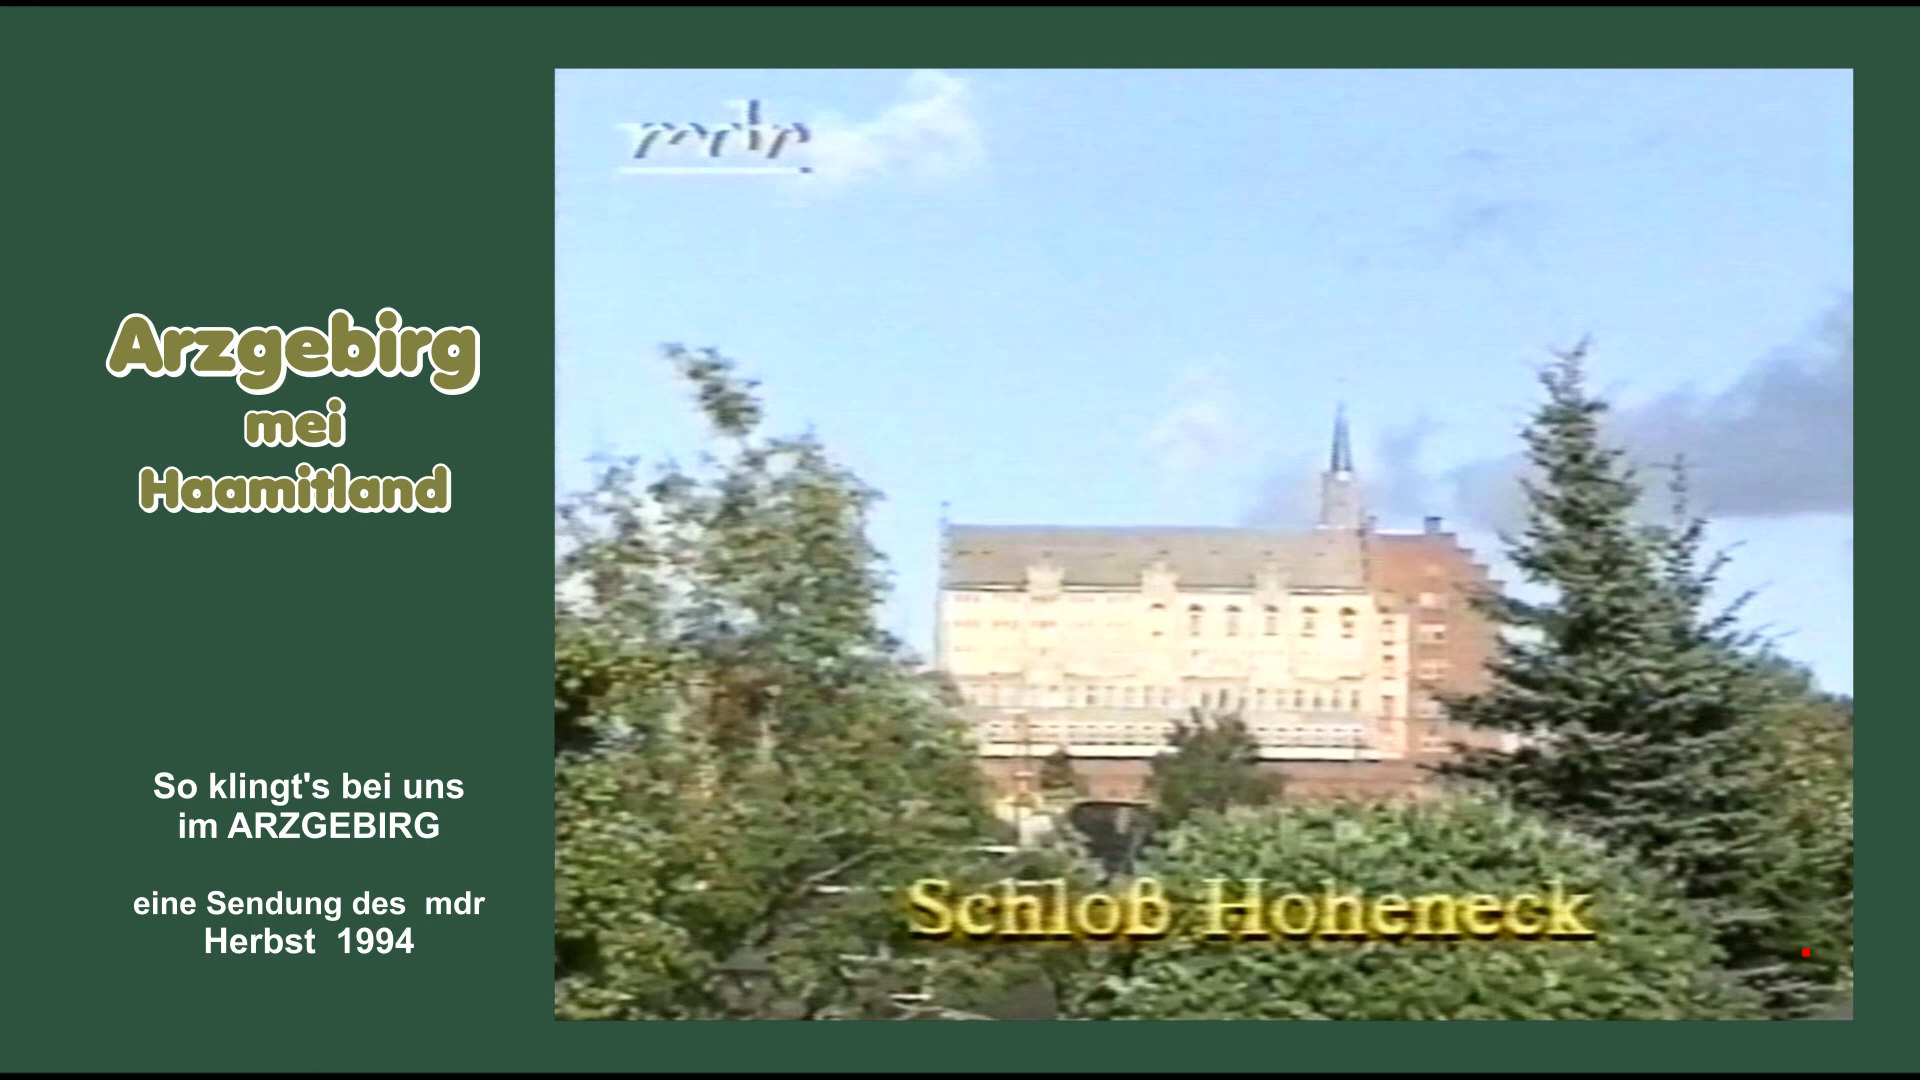 mdr
Arzgebirg
mei
Haamitland
So klingt's bei uns
im ARZGEBIRG
eine Sendung des  mdr
Herbst  1994
Schloß Hoheneck